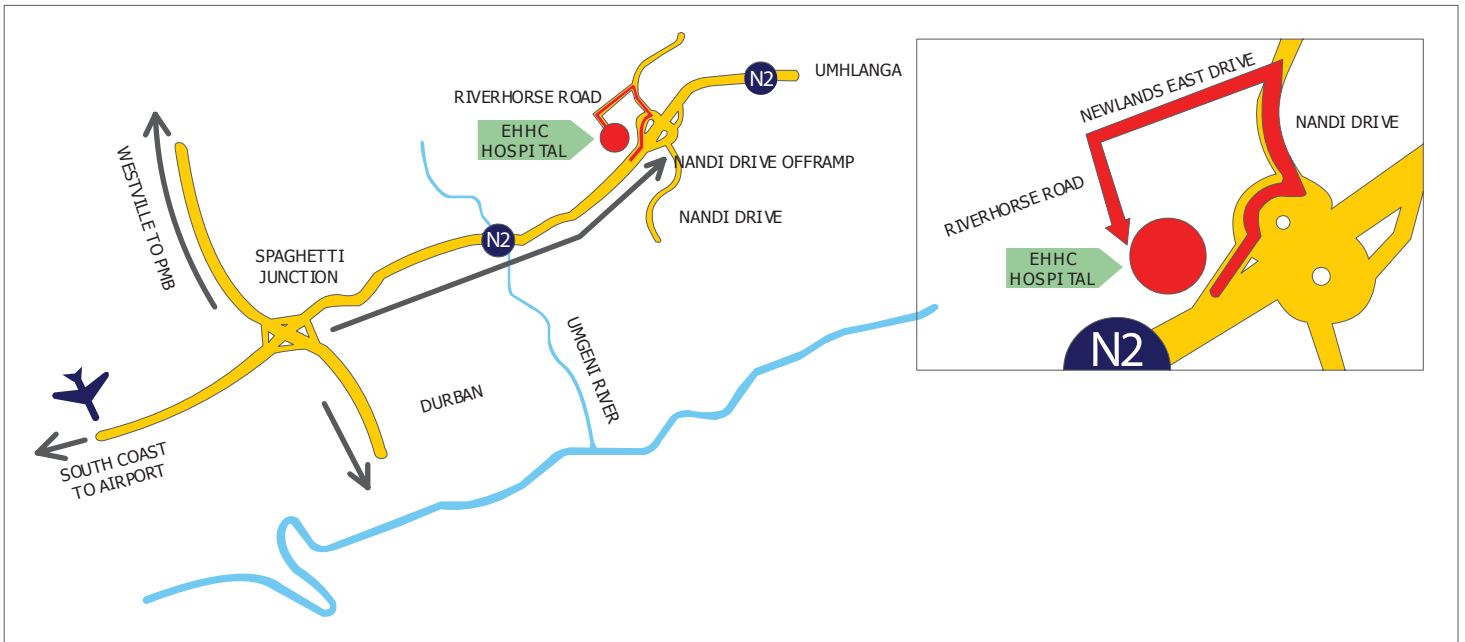 N2
UMHLANGA
RIVERHORSE ROAD
EHHC
HOSPITAL
NANDI DRIVE OFFRAMP
NANDI DRIVE
WESTVILLE TO PMB
SPAGHETTI
JUNCTION
N2
UMGENI RIVER
DURBAN
SOUTH COAST
TO AIRPORT
NEWLANDS EAST DRIVE
NANDI DRIVE
RIVERHORSE ROAD
EHHC
HOSPITAL
N2